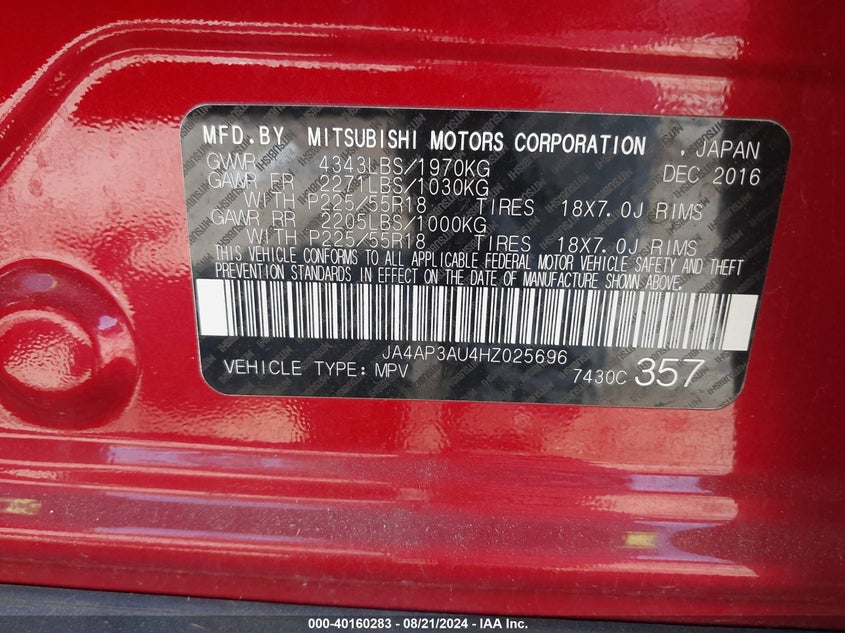 MFD. BY MITSUBISHI MOTORS CORPORATION , JAPAN
GVWR 4343LBS/1970KG DEC 2016
GAWR FR 2271LBS/1030KG
WITH P225/55R18 TIRES 18X7.0J RIMS
GAWR RR 2205LBS/1000KG
WITH P225/55R18 TIRES 18X7.0J RIMS
THIS VEHICLE CONFORMS TO ALL APPLICABLE FEDERAL MOTOR VEHICLE SAFETY AND THEFT
PREVENTION STANDARDS IN EFFECT ON THE DATE OF MANUFACTURE SHOWN ABOVE.
JA4AP3AU4HZ025696
VEHICLE TYPE: MPV 7430C 357
000-40160283 - 08/21/2024 - IAA Inc.